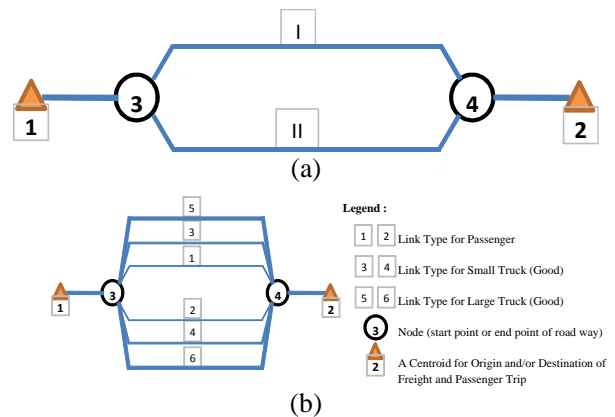 I
3
4
1
II
2
(a)
5
3
1
3
4
1
2
2
4
6
(b)
Legend :
1 2 Link Type for Passenger
3 4 Link Type for Small Truck (Good)
5 6 Link Type for Large Truck (Good)
3 Node (start point or end point of road way)
2 A Centroid for Origin and/or Destination of
Freight and Passenger Trip